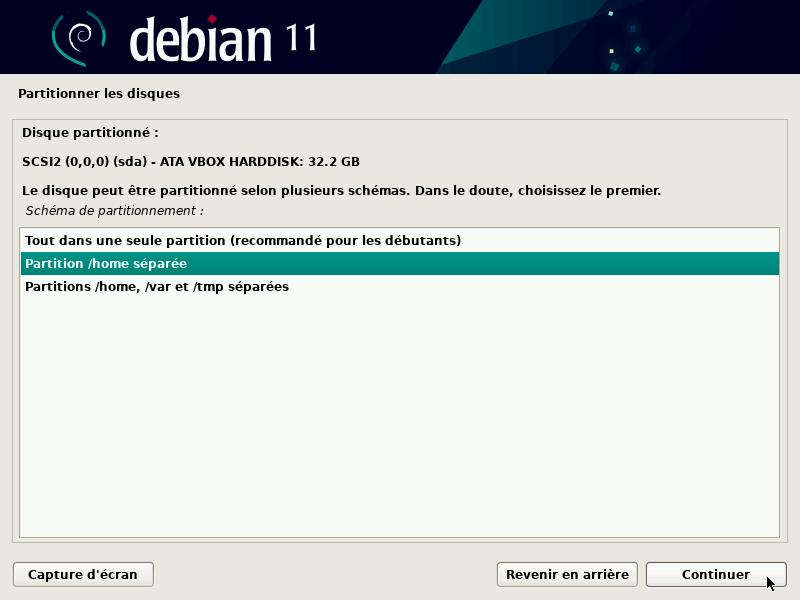 debian 11
Partitionner les disques
Disque partitionné :
SCSI2 (0,0,0) (sda) - ATA VBOX HARDDISK: 32.2 GB
Le disque peut être partitionné selon plusieurs schémas. Dans le doute, choisissez le premier.
Schéma de partitionnement :
Tout dans une seule partition (recommandé pour les débutants)
Partition /home séparée
Partitions /home, /var et /tmp séparées
Capture d'écran
Revenir en arrière
Continuer